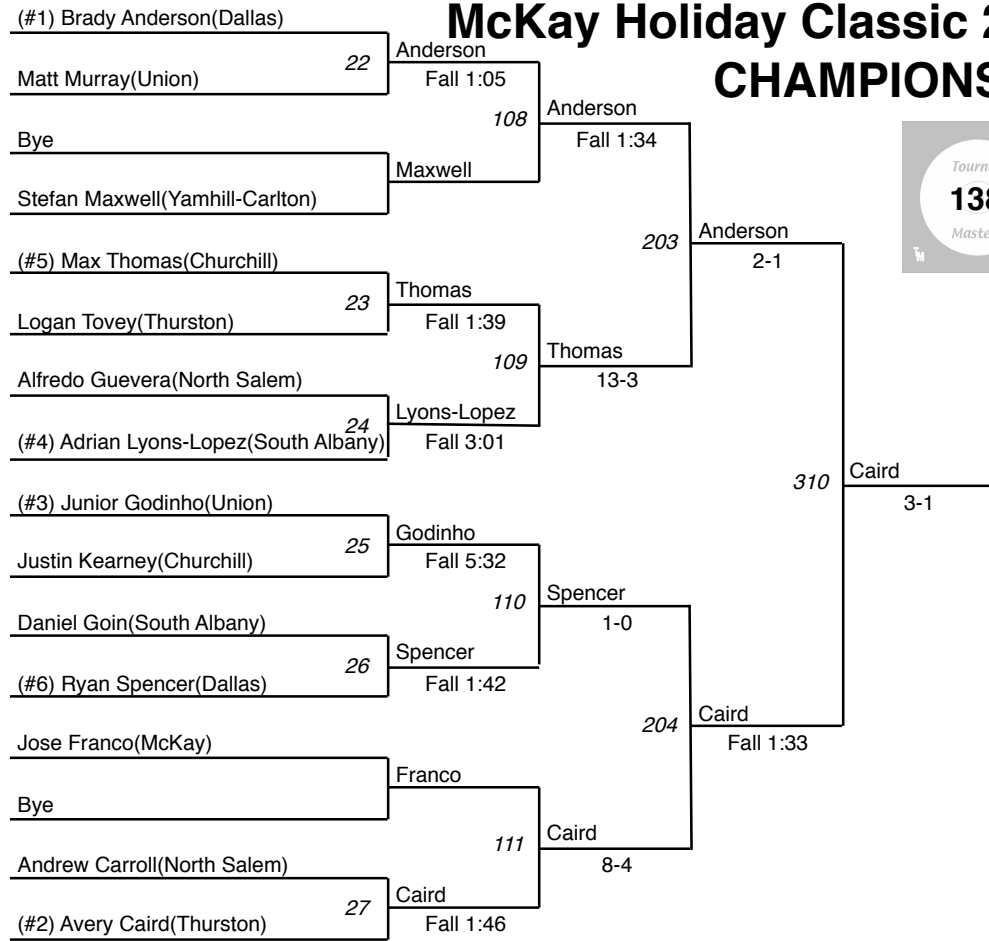 McKay Holiday Classic 2
CHAMPIONS
(#1) Brady Anderson(Dallas)
22
Anderson
Fall 1:05
Matt Murray(Union)
108
Anderson
Fall 1:34
Bye
Maxwell
Stefan Maxwell(Yamhill-Carlton)
203
Anderson
2-1
(#5) Max Thomas(Churchill)
23
Thomas
Fall 1:39
Logan Tovey(Thurston)
109
Thomas
13-3
Alfredo Guevera(North Salem)
24
Lyons-Lopez
Fall 3:01
(#4) Adrian Lyons-Lopez(South Albany)
310
Caird
3-1
(#3) Junior Godinho(Union)
25
Godinho
Fall 5:32
Justin Kearney(Churchill)
110
Spencer
1-0
Daniel Goin(South Albany)
26
Spencer
Fall 1:42
(#6) Ryan Spencer(Dallas)
204
Caird
Fall 1:33
Jose Franco(McKay)
Franco
Bye
111
Caird
8-4
Andrew Carroll(North Salem)
27
Caird
Fall 1:46
(#2) Avery Caird(Thurston)
Tourn
138
Maste
TM